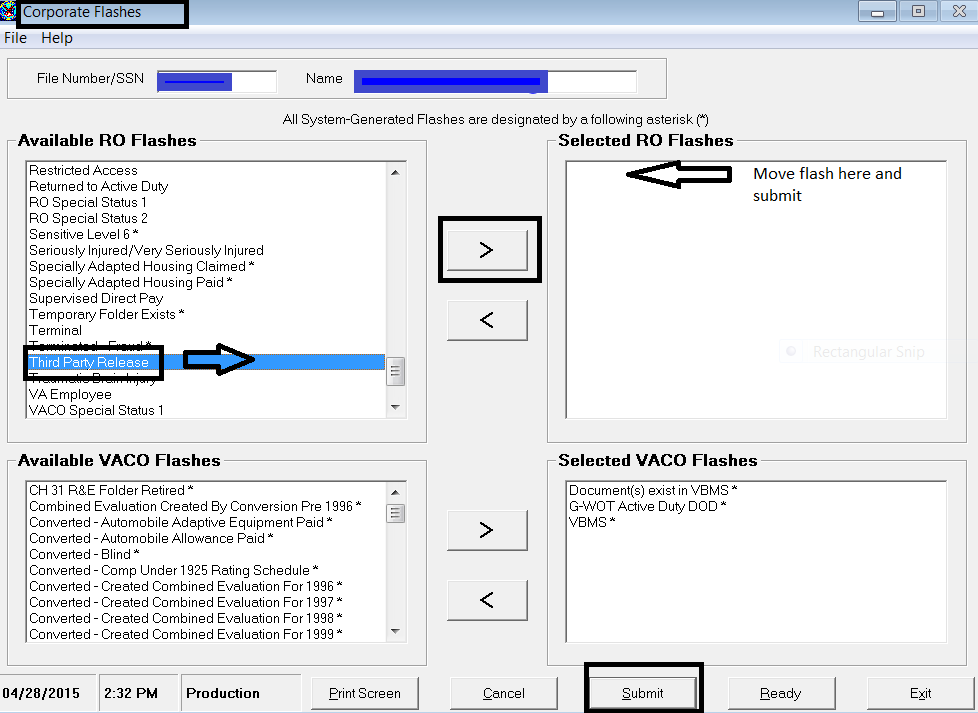 Corporate Flashes
File Help
File Number/SSN
Name
All System-Generated Flashes are designated by a following asterisk (*)
Available RO Flashes
Restricted Access
Returned to Active Duty
RO Special Status 1
RO Special Status 2
Sensitive Level 6 *
Seriously Injured/Very Seriously Injured
Specially Adapted Housing Claimed *
Specially Adapted Housing Paid *
Supervised Direct Pay
Temporary Folder Exists *
Terminal
Terminated - Fraud *
Third Party Release
Traumatic Brain Injury
VA Employee
VACO Special Status 1
>
<
Selected RO Flashes
Move flash here and
submit
Rectangular Snip
Available VACO Flashes
CH 31 R&E Folder Retired *
Combined Evaluation Created By Conversion Pre 1996 *
Converted - Automobile Adaptive Equipment Paid *
Converted - Automobile Allowance Paid *
Converted - Blind *
Converted - Comp Under 1925 Rating Schedule *
Converted - Created Combined Evaluation For 1996 *
Converted - Created Combined Evaluation For 1997 *
Converted - Created Combined Evaluation For 1998 *
Converted - Created Combined Evaluation For 1999 *
>
<
Selected VACO Flashes
Document(s) exist in VBMS *
G-WOT Active Duty DOD *
VBMS *
04/28/2015
2:32 PM
Production
Print Screen
Cancel
Submit
Ready
Exit